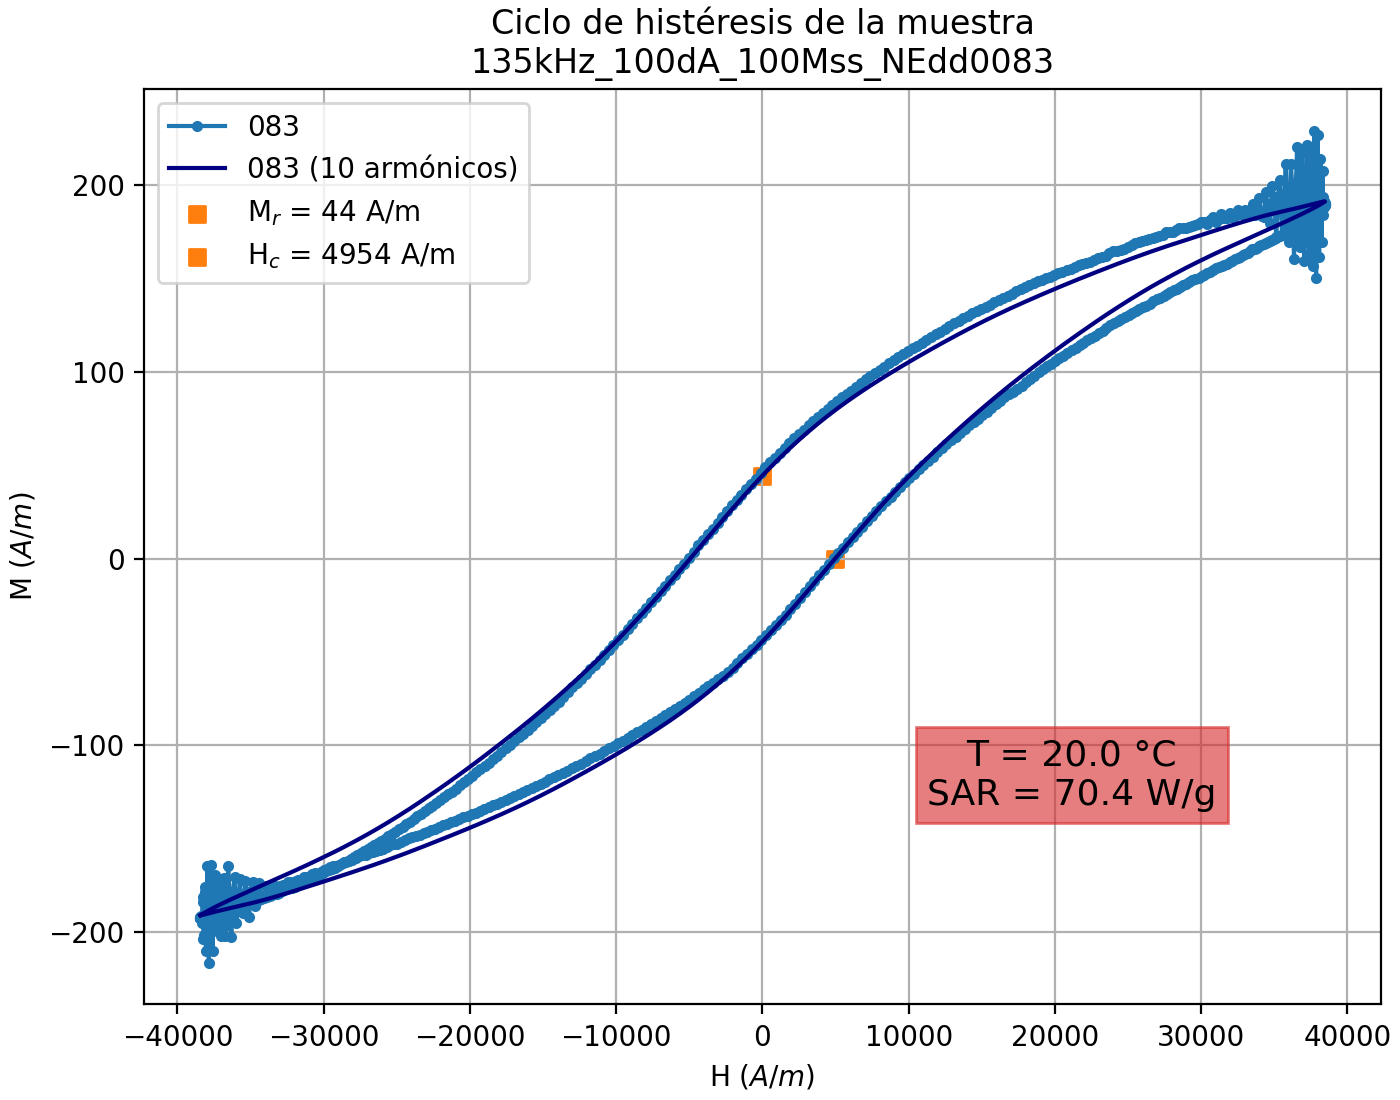 Ciclo de histéresis de la muestra
135kHz_100dA_100Mss_NEdd0083
083
083 (10 armónicos)
Mᵣ = 44 A/m
H_c = 4954 A/m
200
100
0
−100
−200
M (A/m)
T = 20.0 °C
SAR = 70.4 W/g
−40000 −30000 −20000 −10000 0 10000 20000 30000 40000
H (A/m)